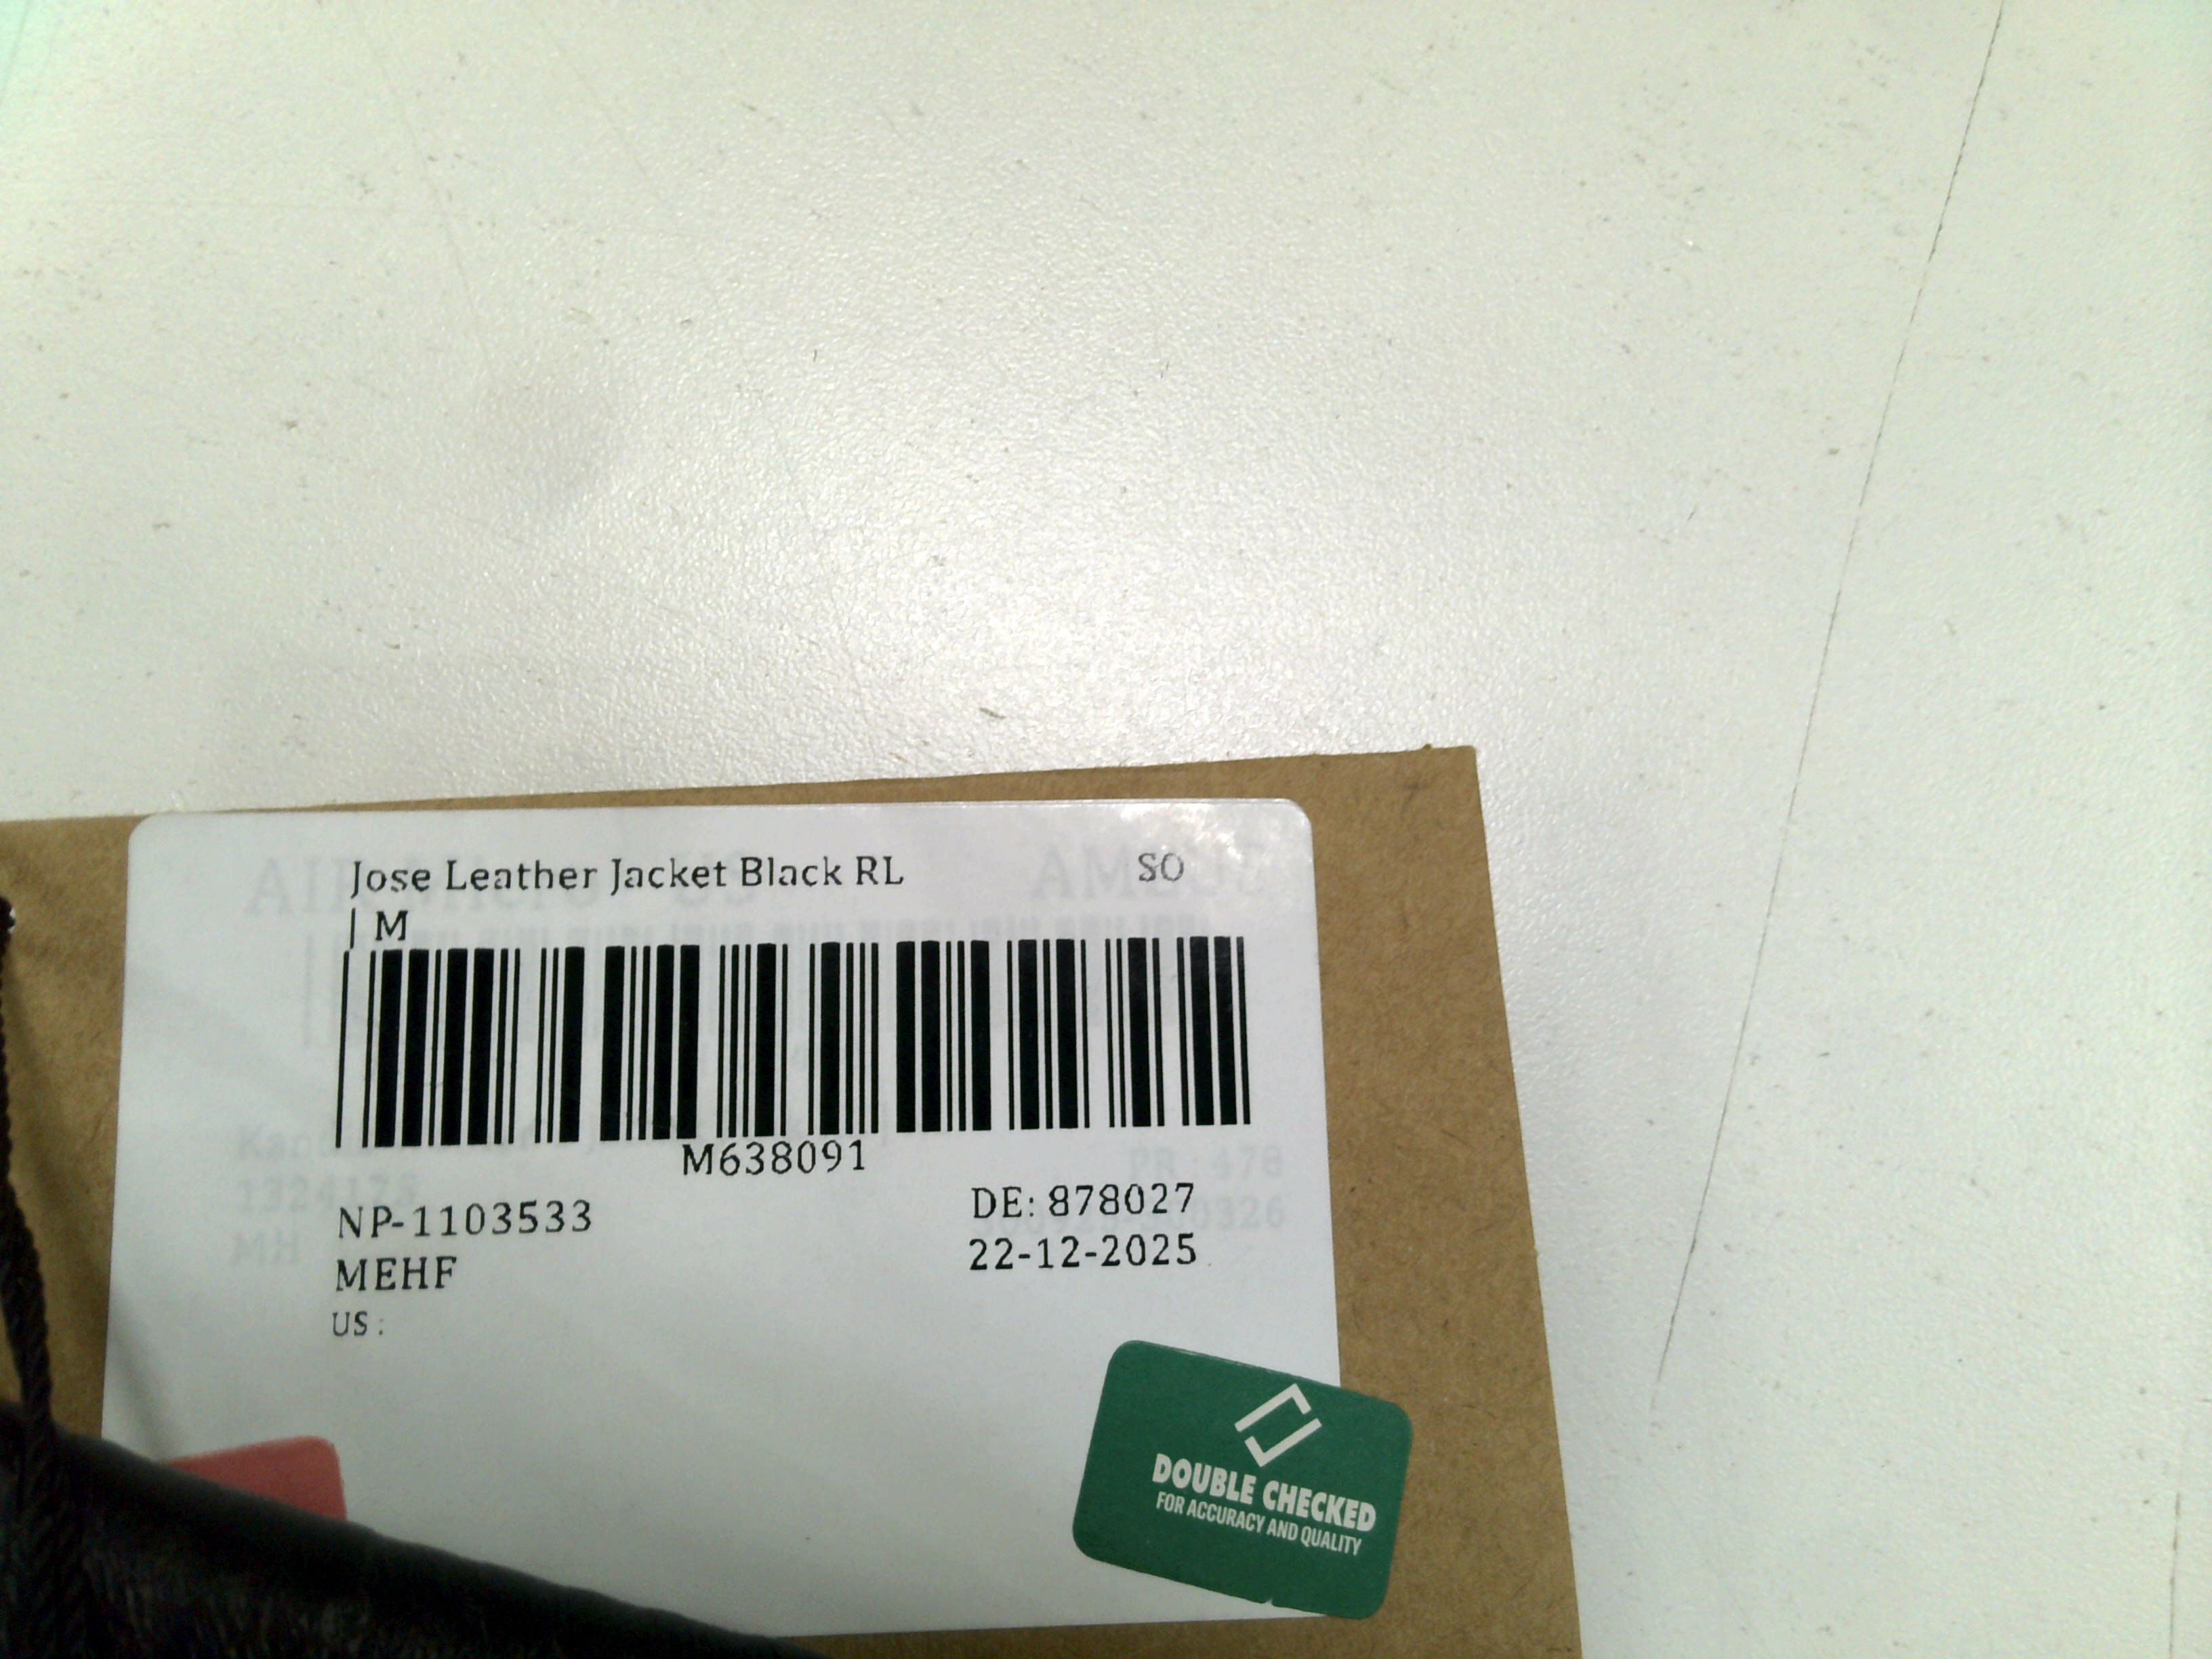 Jose Leather Jacket Black RL SO
| M
M638091
NP-1103533 DE: 878027
MEHF 22-12-2025
US:
DOUBLE CHECKED
FOR ACCURACY AND QUALITY